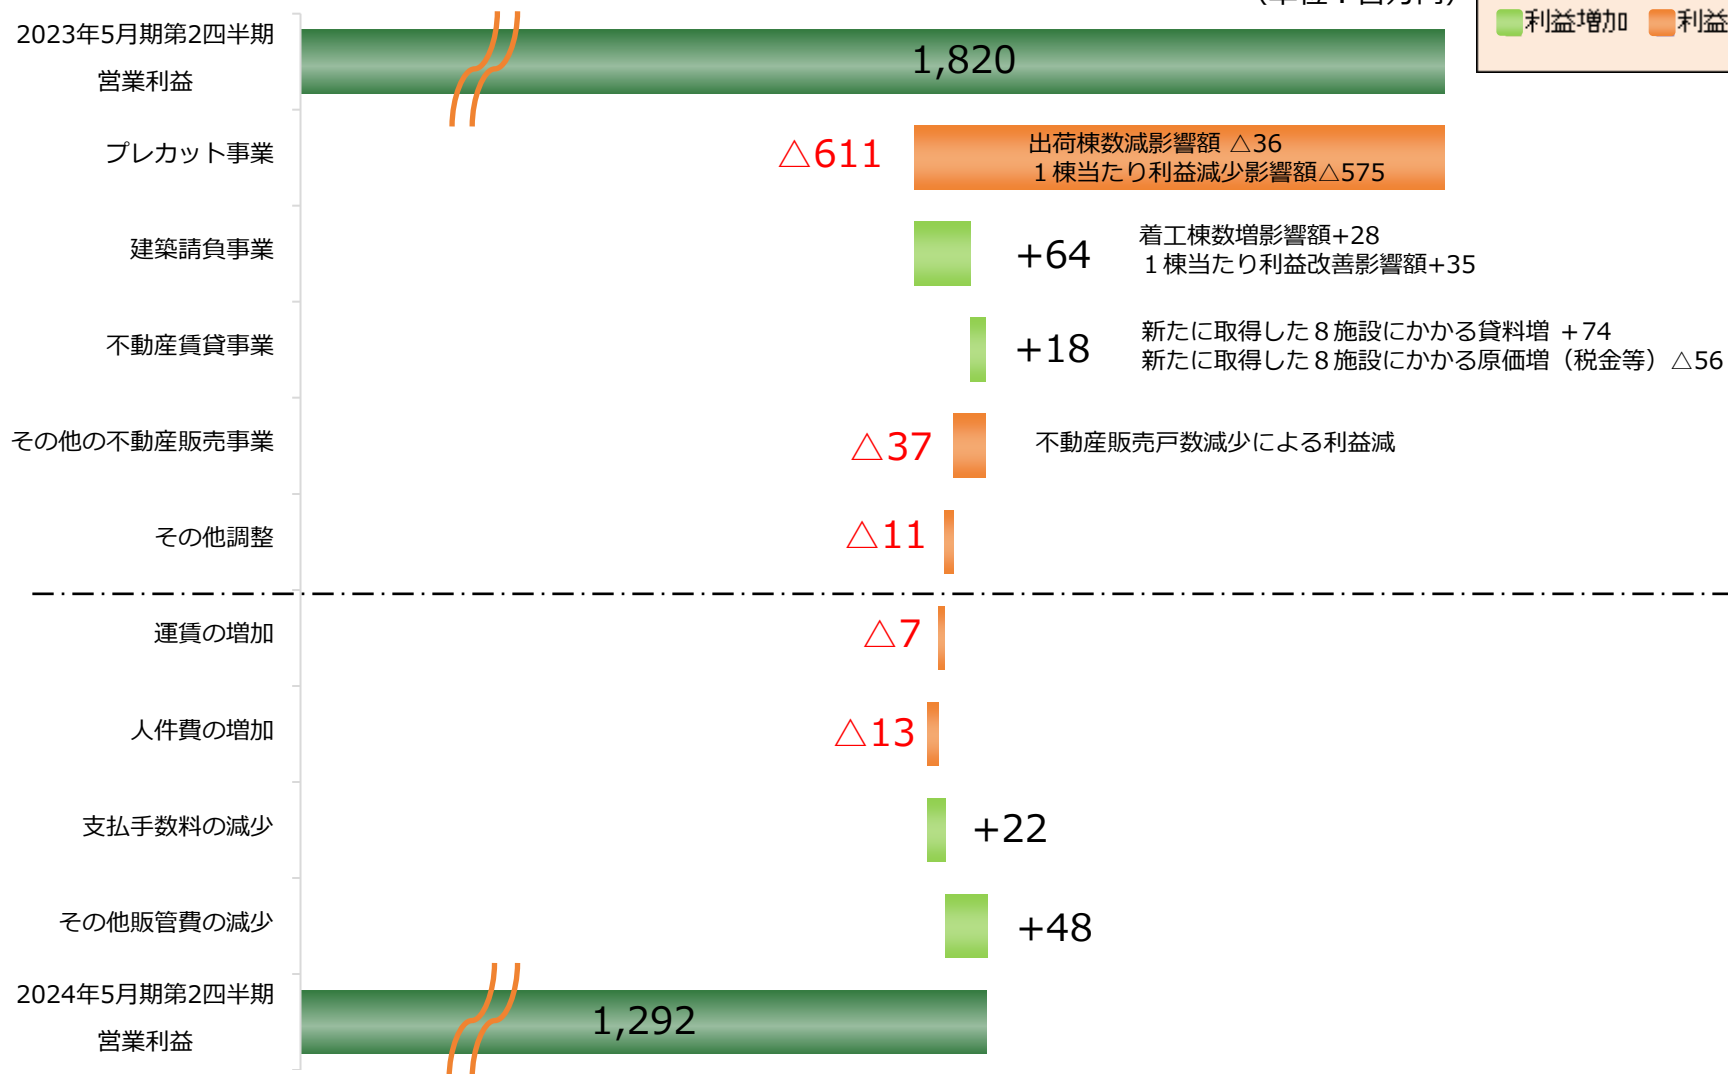 （単位：百万円）
利益増加 利益
2023年5月期第2四半期
営業利益
1,820
プレカット事業
△611
出荷棟数減影響額 △36
１棟当たり利益減少影響額△575
建築請負事業
+64
着工棟数増影響額+28
１棟当たり利益改善影響額+35
不動産賃貸事業
+18
新たに取得した８施設にかかる貸料増 +74
新たに取得した８施設にかかる原価増（税金等）△56
その他の不動産販売事業
△37
不動産販売戸数減少による利益減
その他調整
△11
運賃の増加
△7
人件費の増加
△13
支払手数料の減少
+22
その他販管費の減少
+48
2024年5月期第2四半期
営業利益
1,292